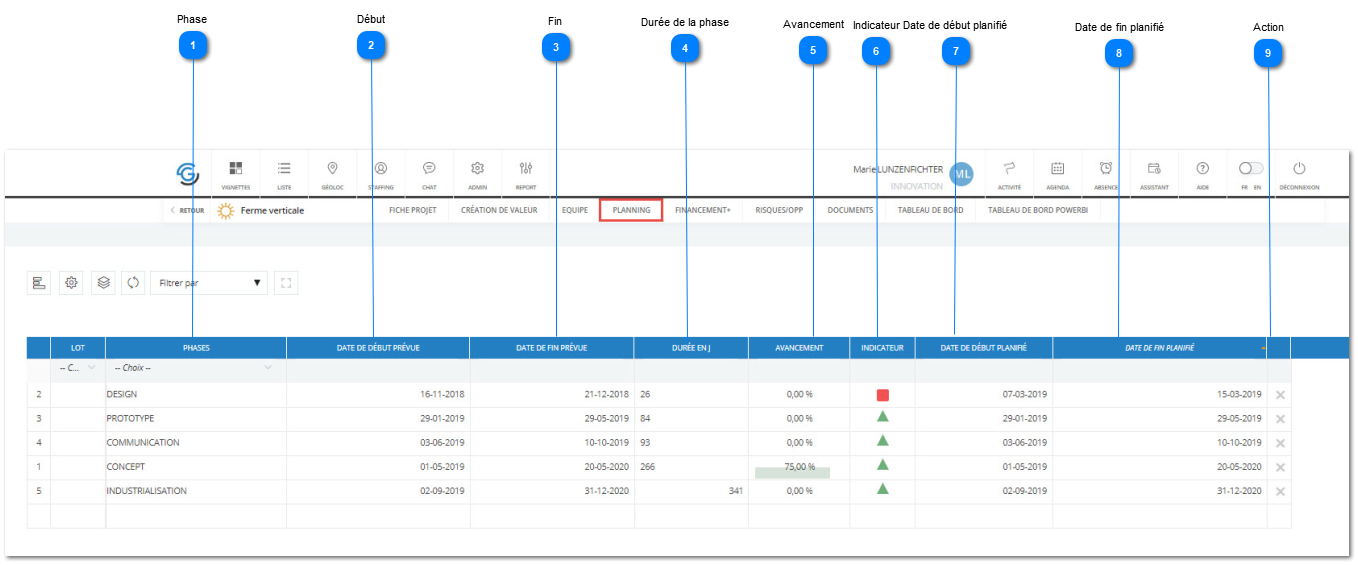 Phase Début Fin Durée de la phase Avancement Indicateur Date de début planifié Date de fin planifié Action
1 2 3 4 5 6 7 8 9
MarieLUNZENFICHTER ML
INNOVATION
VIGNETTES LISTE GÉOLOC STAFFING CHAT ADMIN REPORT ACTIVITÉ AGENDA ABSENCE ASSISTANT AIDE FR EN DÉCONNEXION
RETOUR Ferme verticale FICHE PROJET CRÉATION DE VALEUR EQUIPE PLANNING FINANCEMENT+ RISQUES/OPP DOCUMENTS TABLEAU DE BORD TABLEAU DE BORD POWERBI
Filtrer par
LOT PHASES DATE DE DÉBUT PRÉVUE DATE DE FIN PRÉVUE DURÉE EN J AVANCEMENT INDICATEUR DATE DE DÉBUT PLANIFIÉ DATE DE FIN PLANIFIÉ
-- C... -- Choix --
2 DESIGN 16-11-2018 21-12-2018 26 0,00 % 07-03-2019 15-03-2019
3 PROTOTYPE 29-01-2019 29-05-2019 84 0,00 % 29-01-2019 29-05-2019
4 COMMUNICATION 03-06-2019 10-10-2019 93 0,00 % 03-06-2019 10-10-2019
1 CONCEPT 01-05-2019 20-05-2020 266 75,00 % 01-05-2019 20-05-2020
5 INDUSTRIALISATION 02-09-2019 31-12-2020 341 0,00 % 02-09-2019 31-12-2020